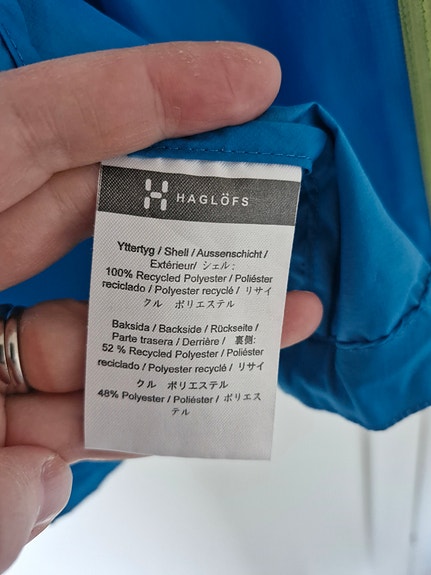 HAGLÖFS
Yttertyg / Shell / Aussenschicht /
Extérieur/ シェル :
100% Recycled Polyester / Poliéster
reciclado / Polyester recyclé / リサイ
クル ポリエステル
Baksida / Backside / Rückseite /
Parte trasera / Derrière / 裏側:
52 % Recycled Polyester / Poliéster
reciclado / Polyester recyclé / リサイ
クル ポリエステル
48% Polyester / Poliéster / ポリエス
テル